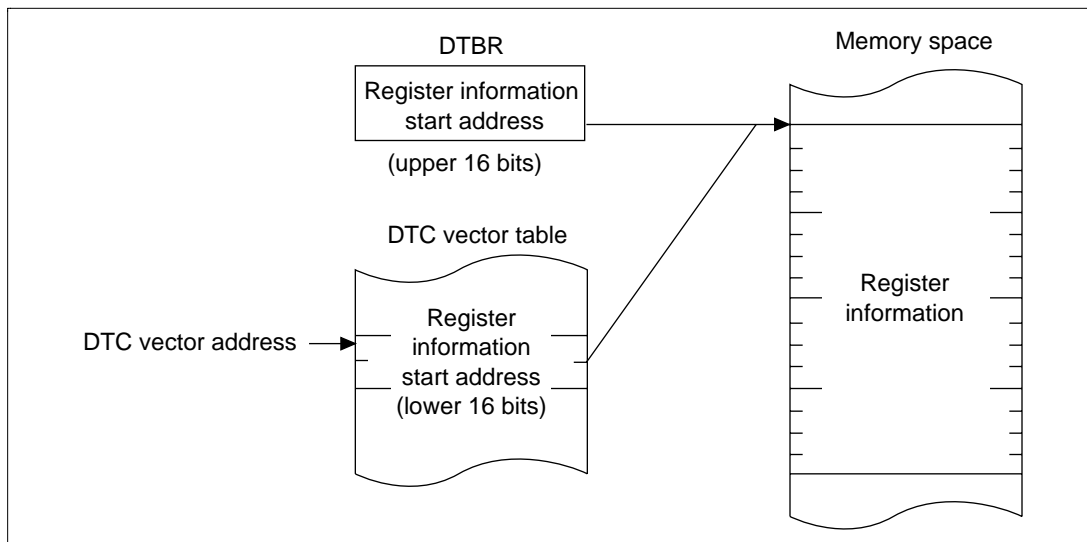 DTBR
Register information
start address
(upper 16 bits)
DTC vector table
DTC vector address
Register
information
start address
(lower 16 bits)
Memory space
Register
information